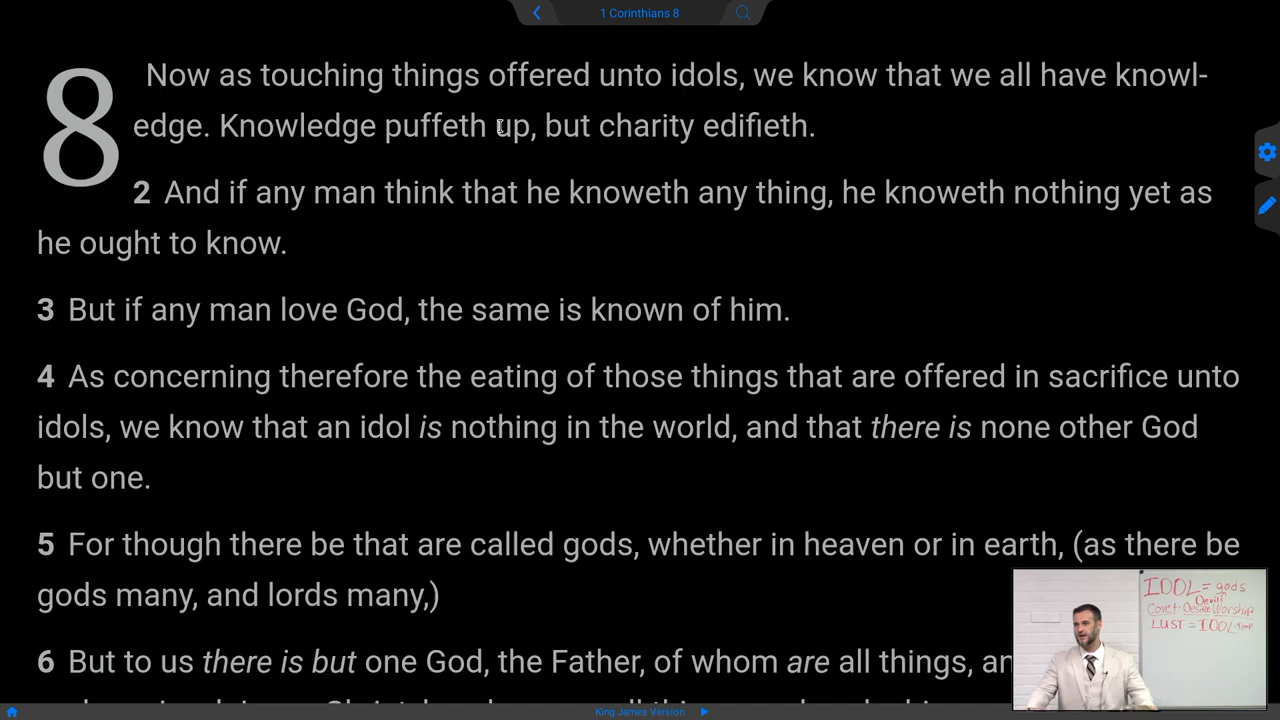 1 Corinthians 8
8 Now as touching things offered unto idols, we know that we all have knowl-
edge. Knowledge puffeth up, but charity edifieth.
2 And if any man think that he knoweth any thing, he knoweth nothing yet as
he ought to know.
3 But if any man love God, the same is known of him.
4 As concerning therefore the eating of those things that are offered in sacrifice unto
idols, we know that an idol is nothing in the world, and that there is none other God
but one.
5 For though there be that are called gods, whether in heaven or in earth, (as there be
gods many, and lords many,)
6 But to us there is but one God, the Father, of whom are all things,
IDOL = gods
Devil
Covet-DESIRE Worship
LUST = IDOL
King James Version